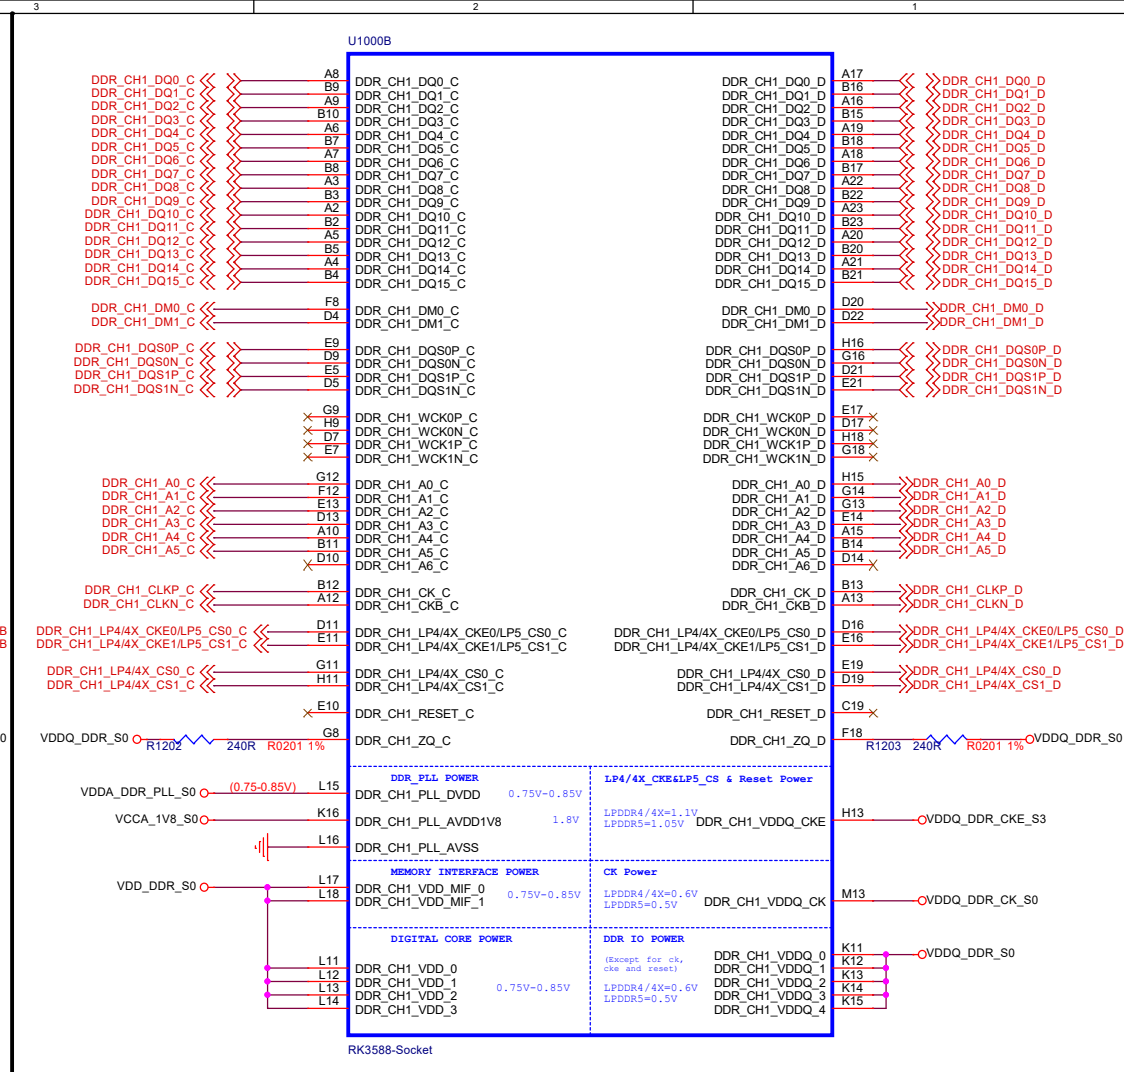 3 2 1
U1000B
DDR_CH1_DQ0_C A8 DDR_CH1_DQ0_C DDR_CH1_DQ0_D A17 DDR_CH1_DQ0_D
DDR_CH1_DQ1_C B9 DDR_CH1_DQ1_C DDR_CH1_DQ1_D B16 DDR_CH1_DQ1_D
DDR_CH1_DQ2_C A9 DDR_CH1_DQ2_C DDR_CH1_DQ2_D A16 DDR_CH1_DQ2_D
DDR_CH1_DQ3_C B10 DDR_CH1_DQ3_C DDR_CH1_DQ3_D B15 DDR_CH1_DQ3_D
DDR_CH1_DQ4_C A6 DDR_CH1_DQ4_C DDR_CH1_DQ4_D A19 DDR_CH1_DQ4_D
DDR_CH1_DQ5_C B7 DDR_CH1_DQ5_C DDR_CH1_DQ5_D B18 DDR_CH1_DQ5_D
DDR_CH1_DQ6_C A7 DDR_CH1_DQ6_C DDR_CH1_DQ6_D A18 DDR_CH1_DQ6_D
DDR_CH1_DQ7_C B8 DDR_CH1_DQ7_C DDR_CH1_DQ7_D B17 DDR_CH1_DQ7_D
DDR_CH1_DQ8_C A3 DDR_CH1_DQ8_C DDR_CH1_DQ8_D A22 DDR_CH1_DQ8_D
DDR_CH1_DQ9_C B3 DDR_CH1_DQ9_C DDR_CH1_DQ9_D B22 DDR_CH1_DQ9_D
DDR_CH1_DQ10_C A2 DDR_CH1_DQ10_C DDR_CH1_DQ10_D A23 DDR_CH1_DQ10_D
DDR_CH1_DQ11_C B2 DDR_CH1_DQ11_C DDR_CH1_DQ11_D B23 DDR_CH1_DQ11_D
DDR_CH1_DQ12_C A5 DDR_CH1_DQ12_C DDR_CH1_DQ12_D A20 DDR_CH1_DQ12_D
DDR_CH1_DQ13_C B5 DDR_CH1_DQ13_C DDR_CH1_DQ13_D B20 DDR_CH1_DQ13_D
DDR_CH1_DQ14_C A4 DDR_CH1_DQ14_C DDR_CH1_DQ14_D A21 DDR_CH1_DQ14_D
DDR_CH1_DQ15_C B4 DDR_CH1_DQ15_C DDR_CH1_DQ15_D B21 DDR_CH1_DQ15_D
DDR_CH1_DM0_C F8 DDR_CH1_DM0_C DDR_CH1_DM0_D D20 DDR_CH1_DM0_D
DDR_CH1_DM1_C D4 DDR_CH1_DM1_C DDR_CH1_DM1_D D22 DDR_CH1_DM1_D
DDR_CH1_DQS0P_C E9 DDR_CH1_DQS0P_C DDR_CH1_DQS0P_D H16 DDR_CH1_DQS0P_D
DDR_CH1_DQS0N_C D9 DDR_CH1_DQS0N_C DDR_CH1_DQS0N_D G16 DDR_CH1_DQS0N_D
DDR_CH1_DQS1P_C E5 DDR_CH1_DQS1P_C DDR_CH1_DQS1P_D D21 DDR_CH1_DQS1P_D
DDR_CH1_DQS1N_C D5 DDR_CH1_DQS1N_C DDR_CH1_DQS1N_D E21 DDR_CH1_DQS1N_D
G9 DDR_CH1_WCK0P_C DDR_CH1_WCK0P_D E17
H9 DDR_CH1_WCK0N_C DDR_CH1_WCK0N_D D17
D7 DDR_CH1_WCK1P_C DDR_CH1_WCK1P_D H18
E7 DDR_CH1_WCK1N_C DDR_CH1_WCK1N_D G18
DDR_CH1_A0_C G12 DDR_CH1_A0_C DDR_CH1_A0_D H15 DDR_CH1_A0_D
DDR_CH1_A1_C F12 DDR_CH1_A1_C DDR_CH1_A1_D G14 DDR_CH1_A1_D
DDR_CH1_A2_C E13 DDR_CH1_A2_C DDR_CH1_A2_D G13 DDR_CH1_A2_D
DDR_CH1_A3_C D13 DDR_CH1_A3_C DDR_CH1_A3_D E14 DDR_CH1_A3_D
DDR_CH1_A4_C A10 DDR_CH1_A4_C DDR_CH1_A4_D A15 DDR_CH1_A4_D
DDR_CH1_A5_C B11 DDR_CH1_A5_C DDR_CH1_A5_D B14 DDR_CH1_A5_D
D10 DDR_CH1_A6_C DDR_CH1_A6_D D14
DDR_CH1_CLKP_C B12 DDR_CH1_CK_C DDR_CH1_CK_D B13 DDR_CH1_CLKP_D
DDR_CH1_CLKN_C A12 DDR_CH1_CKB_C DDR_CH1_CKB_D A13 DDR_CH1_CLKN_D
B DDR_CH1_LP4/4X_CKE0/LP5_CS0_C D11 DDR_CH1_LP4/4X_CKE0/LP5_CS0_C DDR_CH1_LP4/4X_CKE0/LP5_CS0_D D16 DDR_CH1_LP4/4X_CKE0/LP5_CS0_D
B DDR_CH1_LP4/4X_CKE1/LP5_CS1_C E11 DDR_CH1_LP4/4X_CKE1/LP5_CS1_C DDR_CH1_LP4/4X_CKE1/LP5_CS1_D E16 DDR_CH1_LP4/4X_CKE1/LP5_CS1_D
DDR_CH1_LP4/4X_CS0_C G11 DDR_CH1_LP4/4X_CS0_C DDR_CH1_LP4/4X_CS0_D E19 DDR_CH1_LP4/4X_CS0_D
DDR_CH1_LP4/4X_CS1_C H11 DDR_CH1_LP4/4X_CS1_C DDR_CH1_LP4/4X_CS1_D D19 DDR_CH1_LP4/4X_CS1_D
E10 DDR_CH1_RESET_C DDR_CH1_RESET_D C19
0 VDDQ_DDR_S0 R1202 240R R0201 1% G8 DDR_CH1_ZQ_C DDR_CH1_ZQ_D F18 R1203 240R R0201 1% VDDQ_DDR_S0
DDR_PLL POWER LP4/4X_CKE&LP5_CS & Reset Power
VDDA_DDR_PLL_S0 (0.75-0.85V) L15 DDR_CH1_PLL_DVDD 0.75V-0.85V
VCCA_1V8_S0 K16 DDR_CH1_PLL_AVDD1V8 1.8V LPDDR4/4X=1.1V
LPDDR5=1.05V DDR_CH1_VDDQ_CKE H13 VDDQ_DDR_CKE_S3
L16 DDR_CH1_PLL_AVSS
MEMORY INTERFACE POWER CK Power
VDD_DDR_S0 L17 DDR_CH1_VDD_MIF_0 0.75V-0.85V LPDDR4/4X=0.6V
L18 DDR_CH1_VDD_MIF_1 LPDDR5=0.5V DDR_CH1_VDDQ_CK M13 VDDQ_DDR_CK_S0
DIGITAL CORE POWER DDR IO POWER
(Except for ck,
cke and reset)
DDR_CH1_VDDQ_0 K11 VDDQ_DDR_S0
L11 DDR_CH1_VDD_0 DDR_CH1_VDDQ_1 K12
L12 DDR_CH1_VDD_1 DDR_CH1_VDDQ_2 K13
L13 DDR_CH1_VDD_2 0.75V-0.85V LPDDR4/4X=0.6V DDR_CH1_VDDQ_3 K14
L14 DDR_CH1_VDD_3 LPDDR5=0.5V DDR_CH1_VDDQ_4 K15
RK3588-Socket